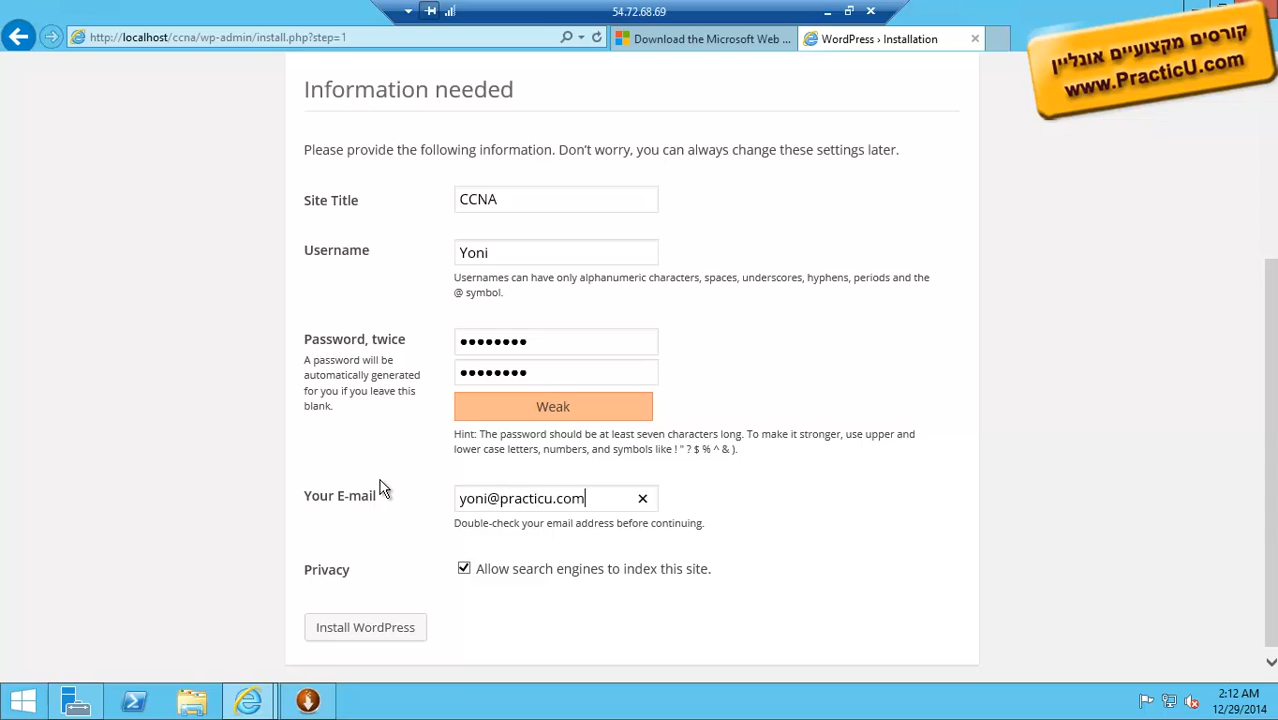 54.72.68.69
http://localhost/ccna/wp-admin/install.php?step=1
Download the Microsoft Web ...
WordPress › Installation
קורסים מקצועיים אונליין
www.PracticU.com
Information needed
Please provide the following information. Don't worry, you can always change these settings later.
Site Title
CCNA
Username
Yoni
Usernames can have only alphanumeric characters, spaces, underscores, hyphens, periods and the
@ symbol.
Password, twice
A password will be
automatically generated
for you if you leave this
blank.
●●●●●●●●
●●●●●●●●
Weak
Hint: The password should be at least seven characters long. To make it stronger, use upper and
lower case letters, numbers, and symbols like ! " ? $ % ^ & ).
Your E-mail
yoni@practicu.com
Double-check your email address before continuing.
Privacy
Allow search engines to index this site.
Install WordPress
2:12 AM
12/29/2014